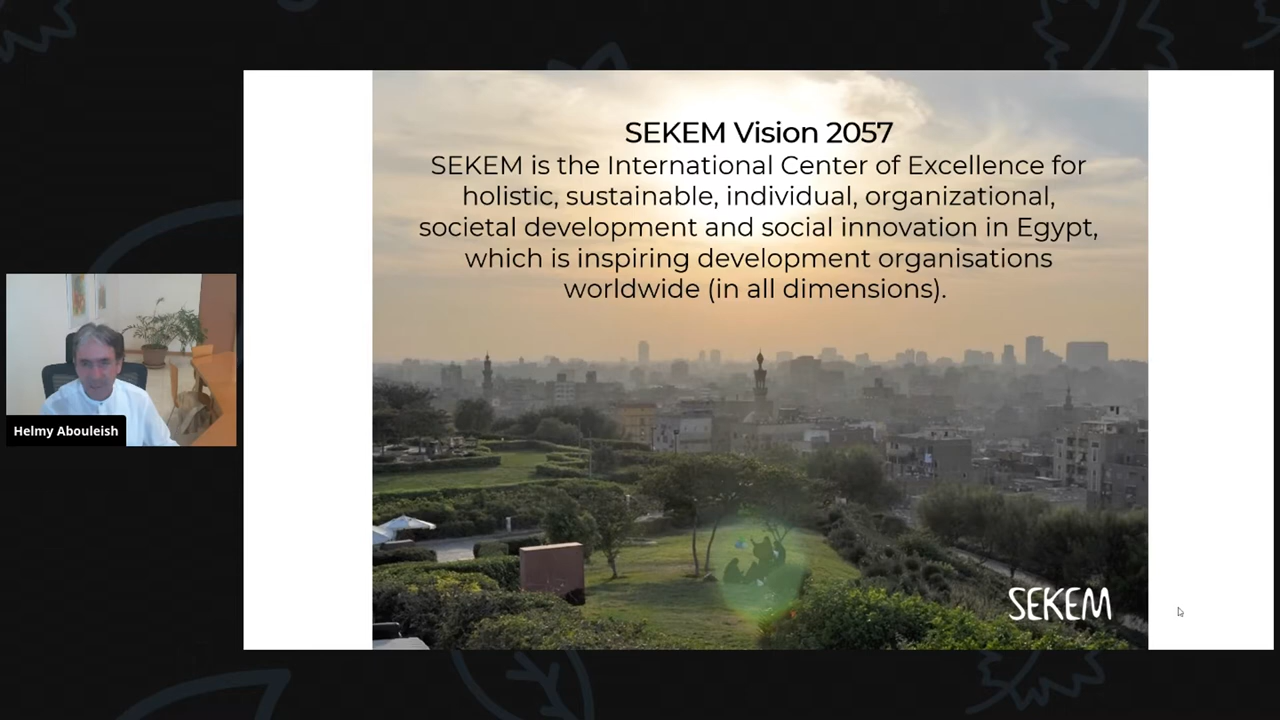 SEKEM Vision 2057
SEKEM is the International Center of Excellence for
holistic, sustainable, individual, organizational,
societal development and social innovation in Egypt,
which is inspiring development organisations
worldwide (in all dimensions).
Helmy Abouleish
SEKEM